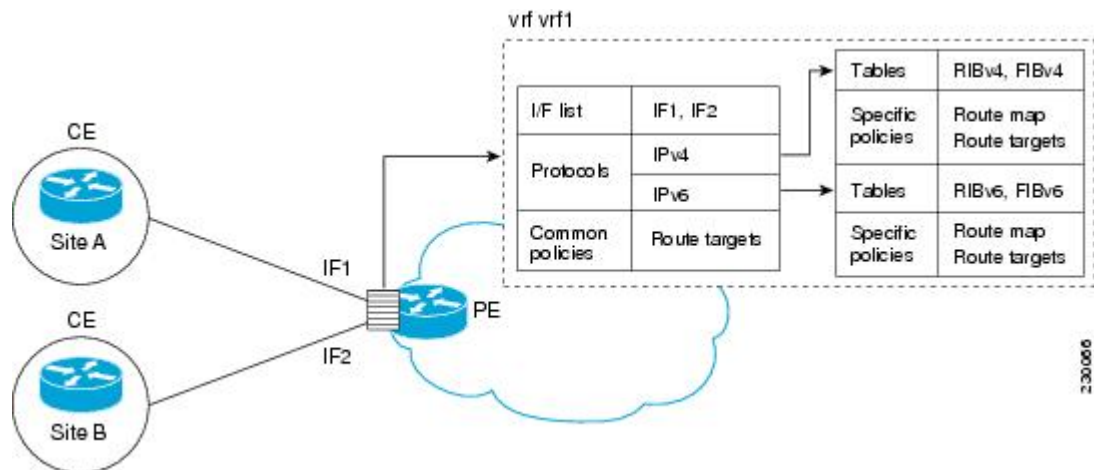 vrf vrf1
I/F list
IF1, IF2
Protocols
IPv4
IPv6
Common
policies
Route targets
Tables
RIBv4, FIBv4
Specific
policies
Route map
Route targets
Tables
RIBv6, FIBv6
Specific
policies
Route map
Route targets
CE
Site A
IF1
CE
Site B
IF2
PE
230066